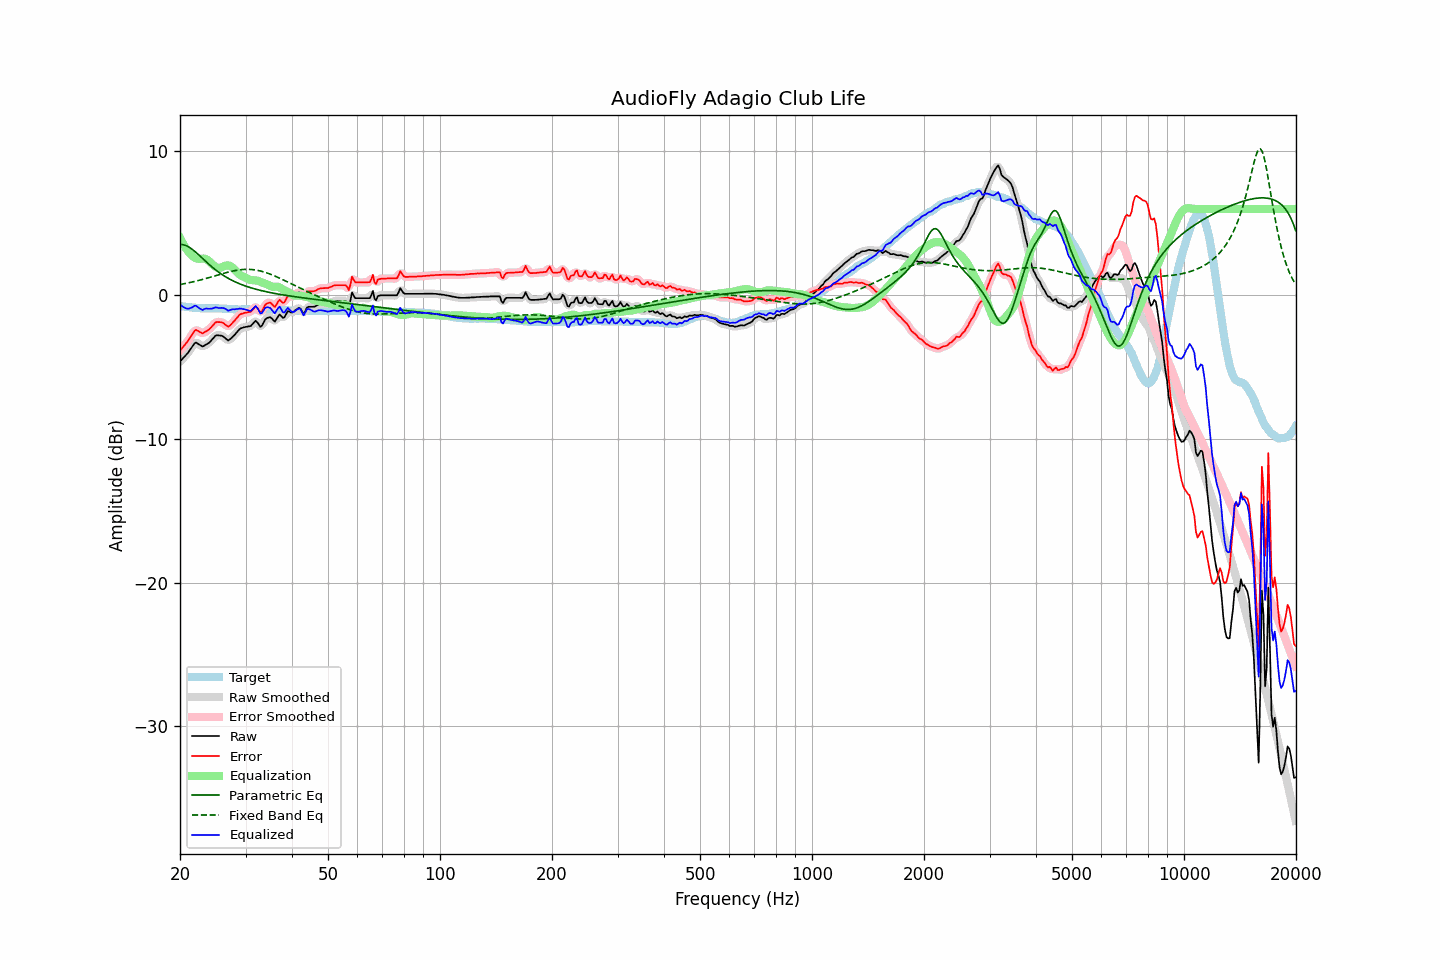 AudioFly Adagio Club Life
Amplitude (dBr)
10
0
−10
−20
−30
Target
Raw Smoothed
Error Smoothed
Raw
Error
Equalization
Parametric Eq
Fixed Band Eq
Equalized
20 50 100 200 500 1000 2000 5000 10000 20000
Frequency (Hz)